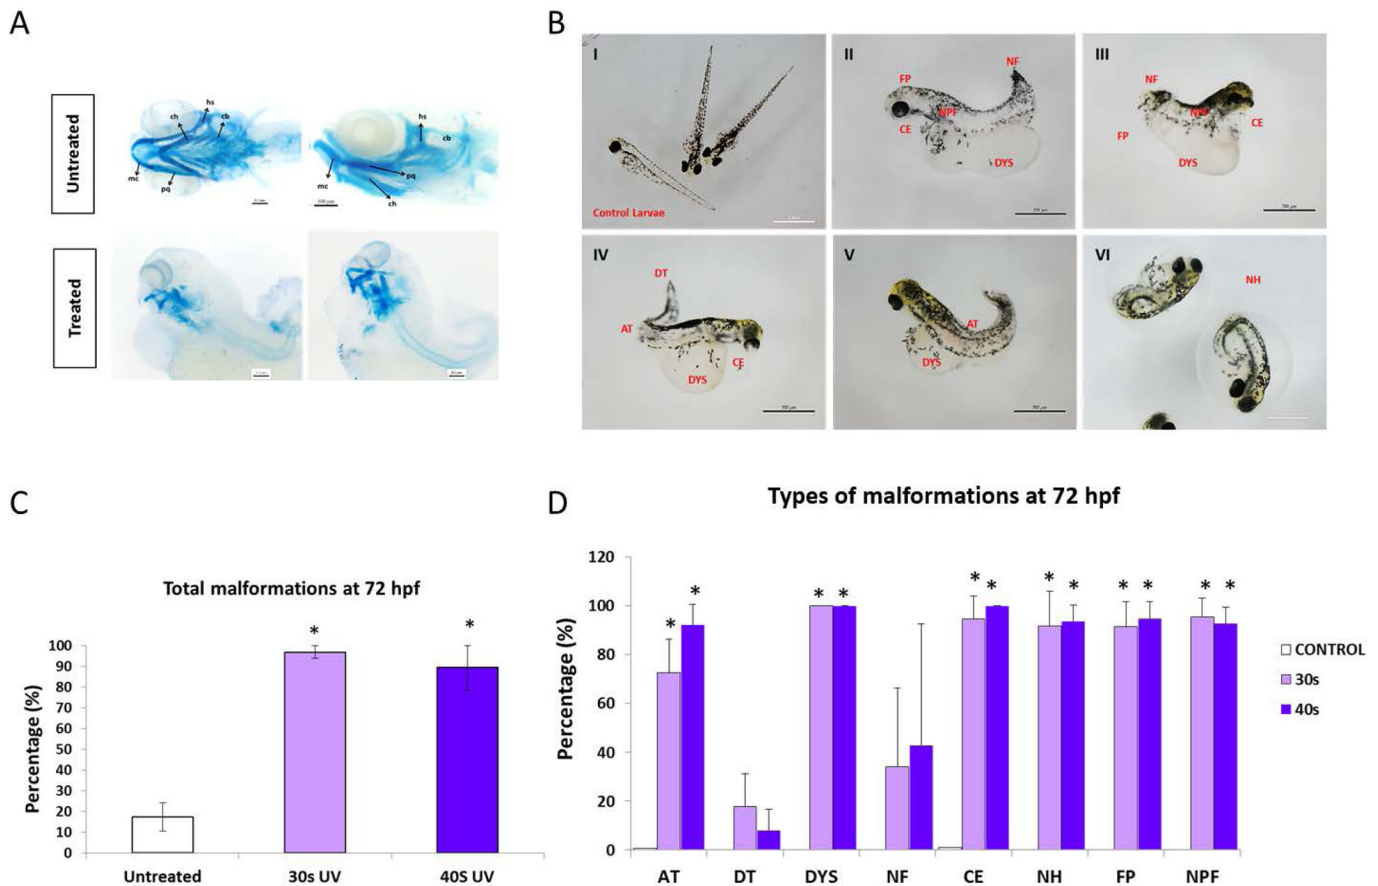 A
Untreated
hs
ch
cb
mc
pq
hs
cb
mc
pq
ch
Treated
B
I
Control Larvae
II
NF
FP
NPF
CE
DYS
III
NF
FP
CE
DYS
IV
DT
AT
CE
DYS
V
AT
DYS
VI
NH
C
Total malformations at 72 hpf
Percentage (%)
100
90
80
70
60
50
40
30
20
10
0
*
*
Untreated
30s UV
40S UV
D
Types of malformations at 72 hpf
Percentage (%)
120
100
80
60
40
20
0
* * * * * * * * * * * *
AT
DT
DYS
NF
CE
NH
FP
NPF
CONTROL
30s
40s